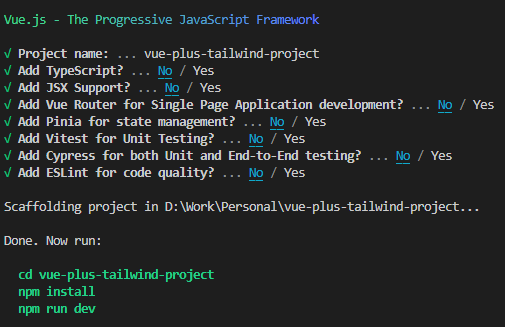 Vue.js - The Progressive JavaScript Framework
√ Project name: ... vue-plus-tailwind-project
√ Add TypeScript? ... No / Yes
√ Add JSX Support? ... No / Yes
√ Add Vue Router for Single Page Application development? ... No / Yes
√ Add Pinia for state management? ... No / Yes
√ Add Vitest for Unit Testing? ... No / Yes
√ Add Cypress for both Unit and End-to-End testing? ... No / Yes
√ Add ESLint for code quality? ... No / Yes
Scaffolding project in D:\Work\Personal\vue-plus-tailwind-project...
Done. Now run:
cd vue-plus-tailwind-project
npm install
npm run dev